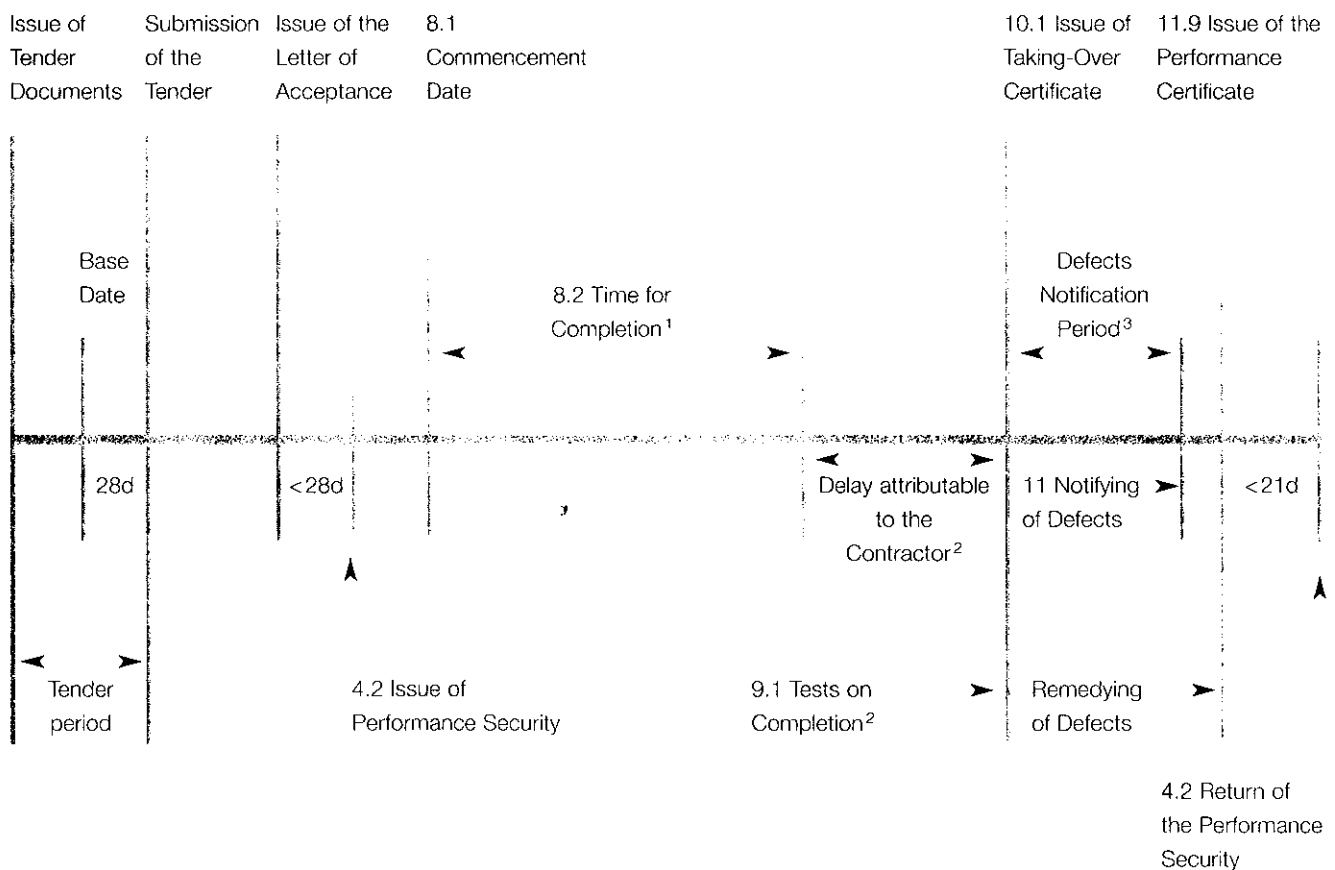 Issue of
Tender
Documents
Submission
of the
Tender
Issue of the
Letter of
Acceptance
8.1
Commencement
Date
10.1 Issue of
Taking-Over
Certificate
11.9 Issue of the
Performance
Certificate
Base
Date
8.2 Time for
Completion¹
Defects
Notification
Period³
28d
<28d
Delay attributable
to the
Contractor²
11 Notifying
of Defects
<21d
Tender
period
4.2 Issue of
Performance Security
9.1 Tests on
Completion²
Remedying
of Defects
4.2 Return of
the Performance
Security